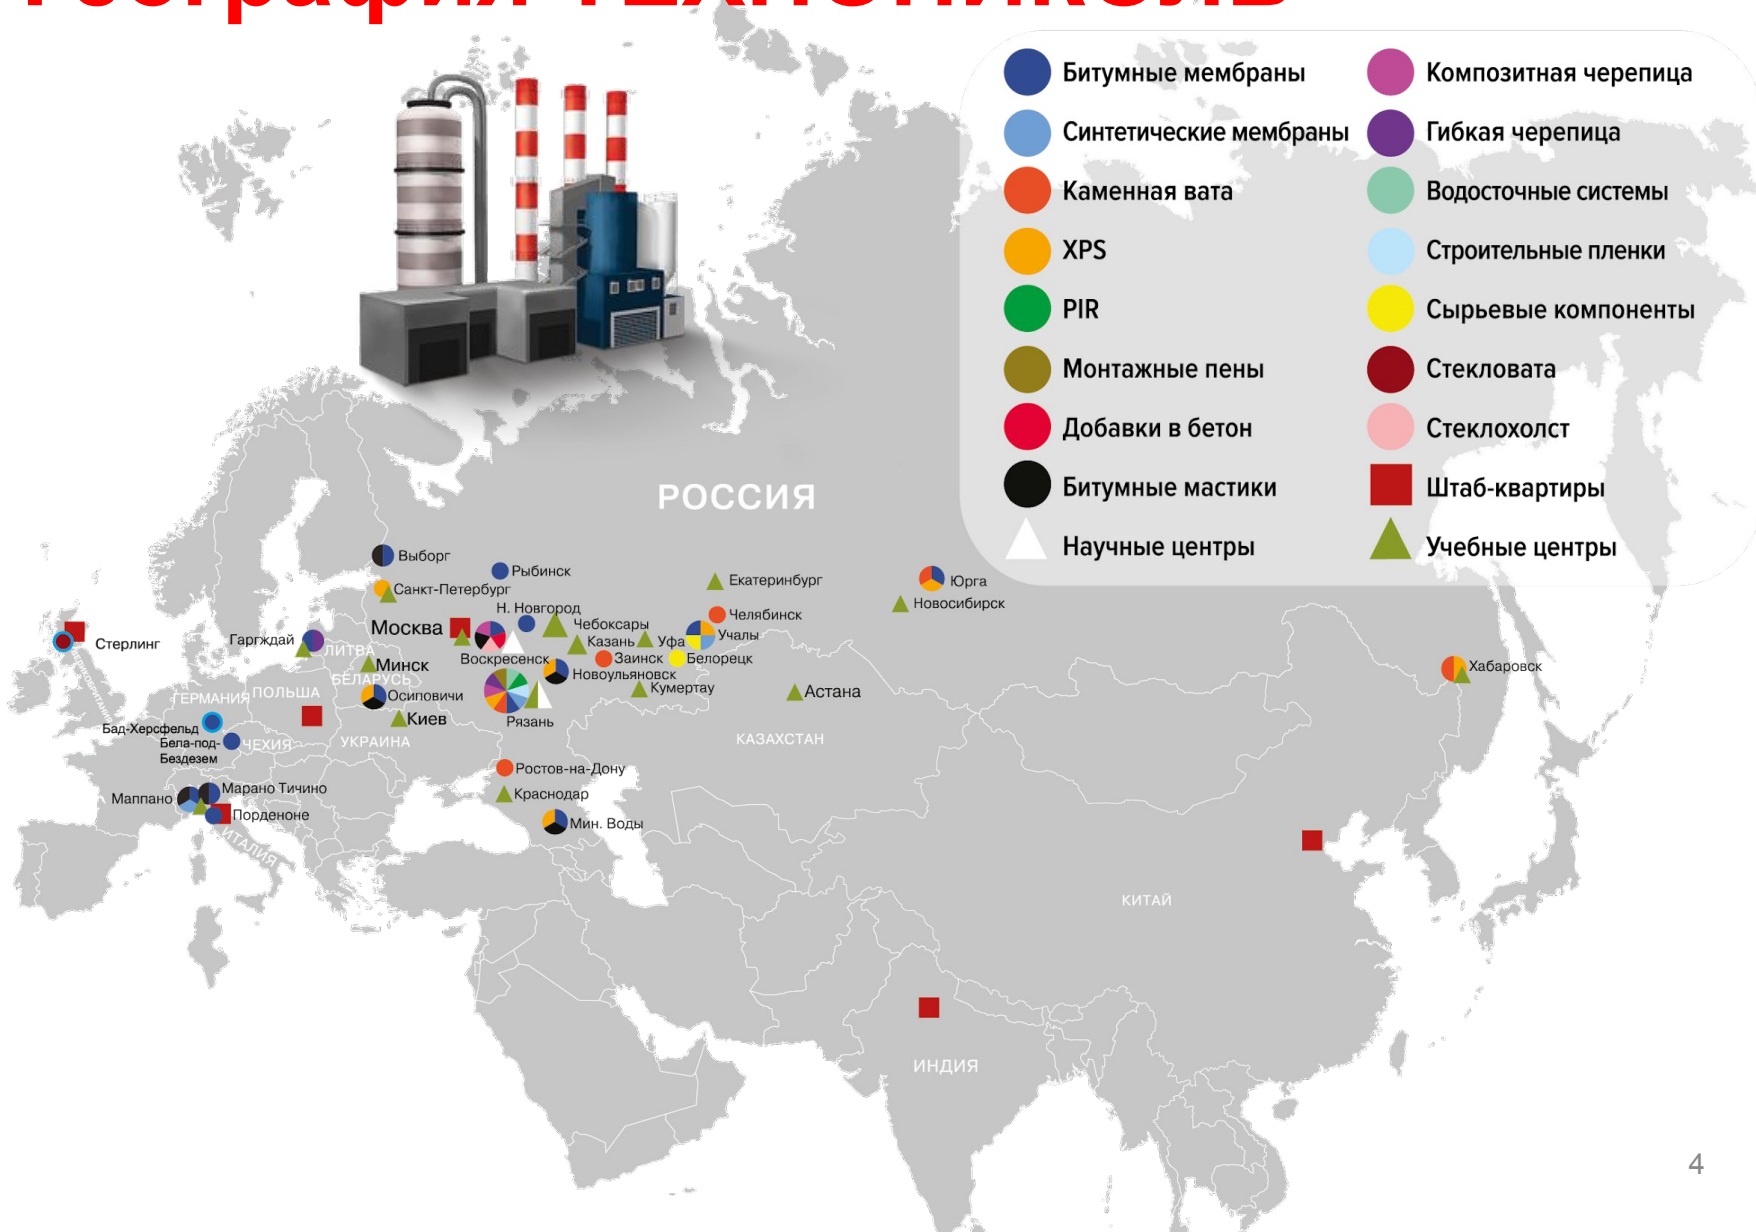 География ТЕХНОНИКОЛЬ
Битумные мембраны
Синтетические мембраны
Каменная вата
XPS
PIR
Монтажные пены
Добавки в бетон
Битумные мастики
Научные центры
Композитная черепица
Гибкая черепица
Водосточные системы
Строительные пленки
Сырьевые компоненты
Стекловата
Стеклохолст
Штаб-квартиры
Учебные центры
РОССИЯ
Выборг
Рыбинск
Санкт-Петербург
Екатеринбург
Юрга
Новосибирск
Н. Новгород
Челябинск
Москва
Чебоксары
Стерлинг
Гаргждай
Казань
Уфа
Учалы
ЛИТВА
Воскресенск
Заинск
Белорецк
Хабаровск
Минск
Новоульяновск
БЕЛАРУСЬ
Кумертау
Астана
ГЕРМАНИЯ
ПОЛЬША
Осиповичи
Киев
Рязань
Бад-Херсфельд
Бела-под-
Бездезем
ЧЕХИЯ
УКРАИНА
КАЗАХСТАН
Ростов-на-Дону
Маппано
Марано Тичино
Краснодар
Порденоне
Мин. Воды
ИТАЛИЯ
КИТАЙ
ИНДИЯ
4